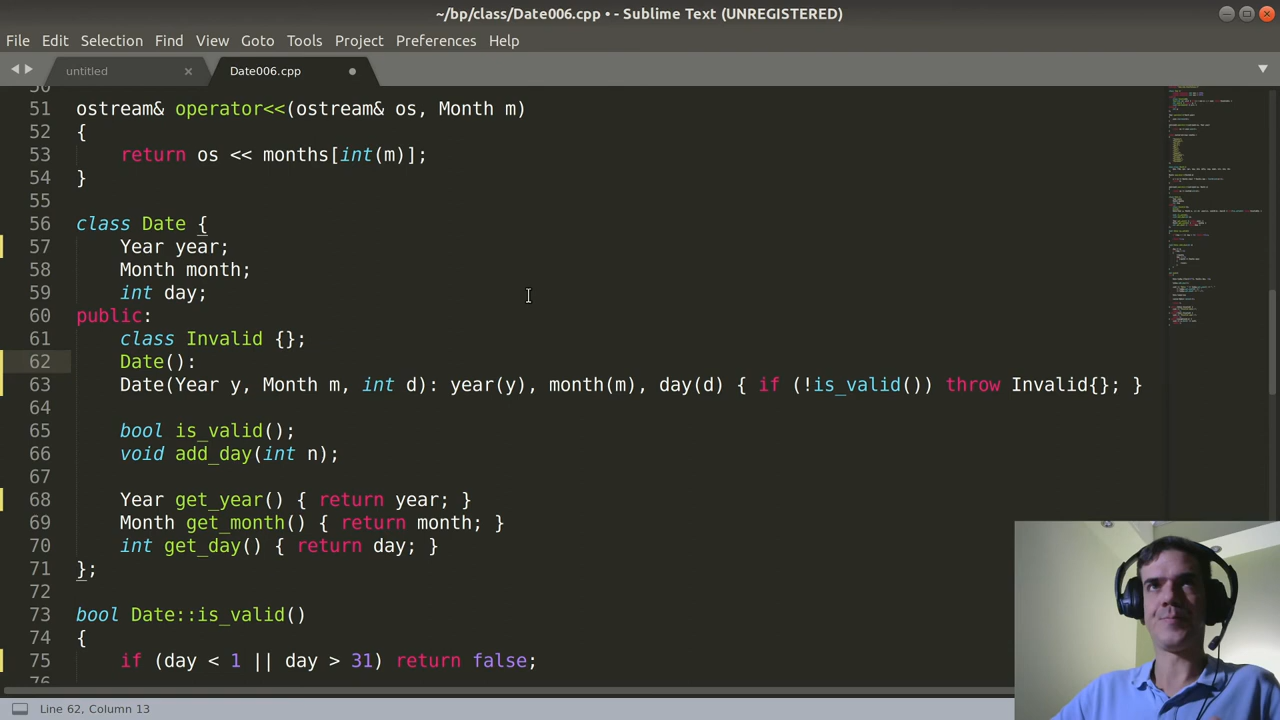 ~/bp/class/Date006.cpp • - Sublime Text (UNREGISTERED)
File Edit Selection Find View Goto Tools Project Preferences Help
untitled Date006.cpp
50
51 ostream& operator<<(ostream& os, Month m)
52 {
53 return os << months[int(m)];
54 }
55
56 class Date {
57 Year year;
58 Month month;
59 int day;
60 public:
61 class Invalid {};
62 Date():
63 Date(Year y, Month m, int d): year(y), month(m), day(d) { if (!is_valid()) throw Invalid{}; }
64
65 bool is_valid();
66 void add_day(int n);
67
68 Year get_year() { return year; }
69 Month get_month() { return month; }
70 int get_day() { return day; }
71 };
72
73 bool Date::is_valid()
74 {
75 if (day < 1 || day > 31) return false;
76
Line 62, Column 13